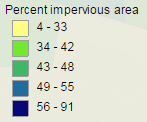 Percent impervious area
4 - 33
34 - 42
43 - 48
49 - 55
56 - 91